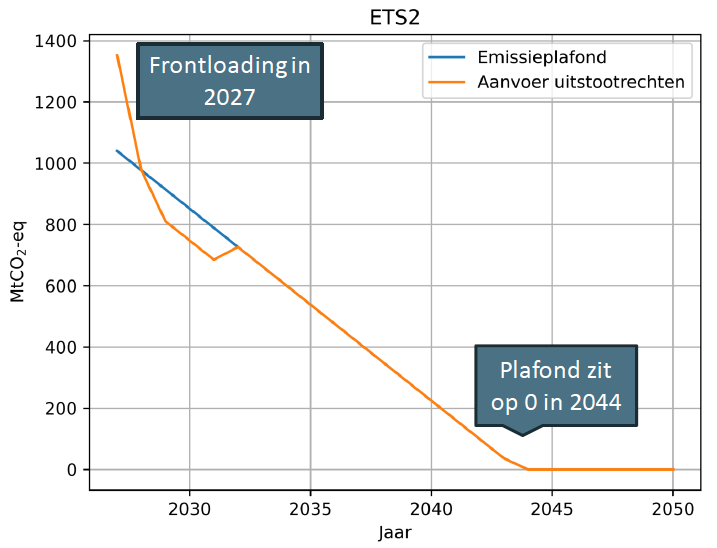 ETS2
1400
1200
1000
800
600
400
200
0
MtCO₂-eq
Frontloading in
2027
Emissieplafond
Aanvoer uitstootrechten
Plafond zit
op 0 in 2044
2030
2035
2040
2045
2050
Jaar